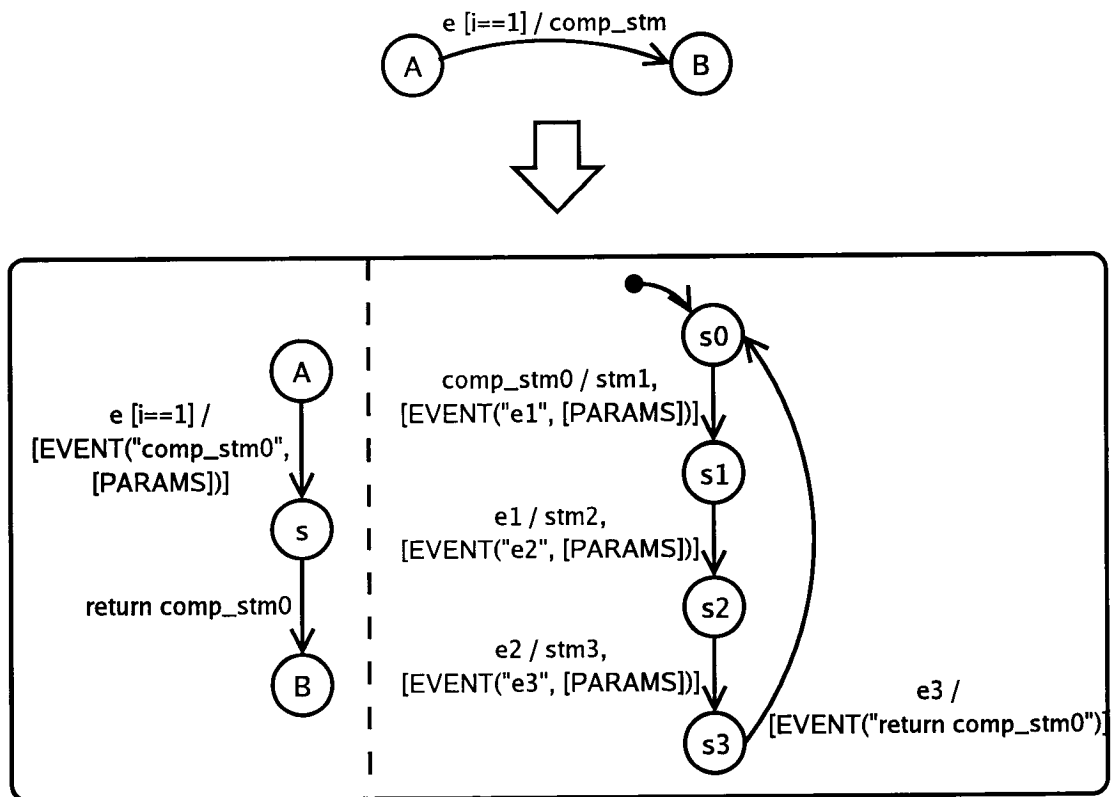 e [i==1] / comp_stm
A
B
s0
A
comp_stm0 / stm1,
[EVENT("e1", [PARAMS])]
e [i==1] /
[EVENT("comp_stm0",
[PARAMS])]
s1
s
e1 / stm2,
[EVENT("e2", [PARAMS])]
return comp_stm0
s2
B
e2 / stm3,
[EVENT("e3", [PARAMS])]
e3 /
[EVENT("return comp_stm0")]
s3